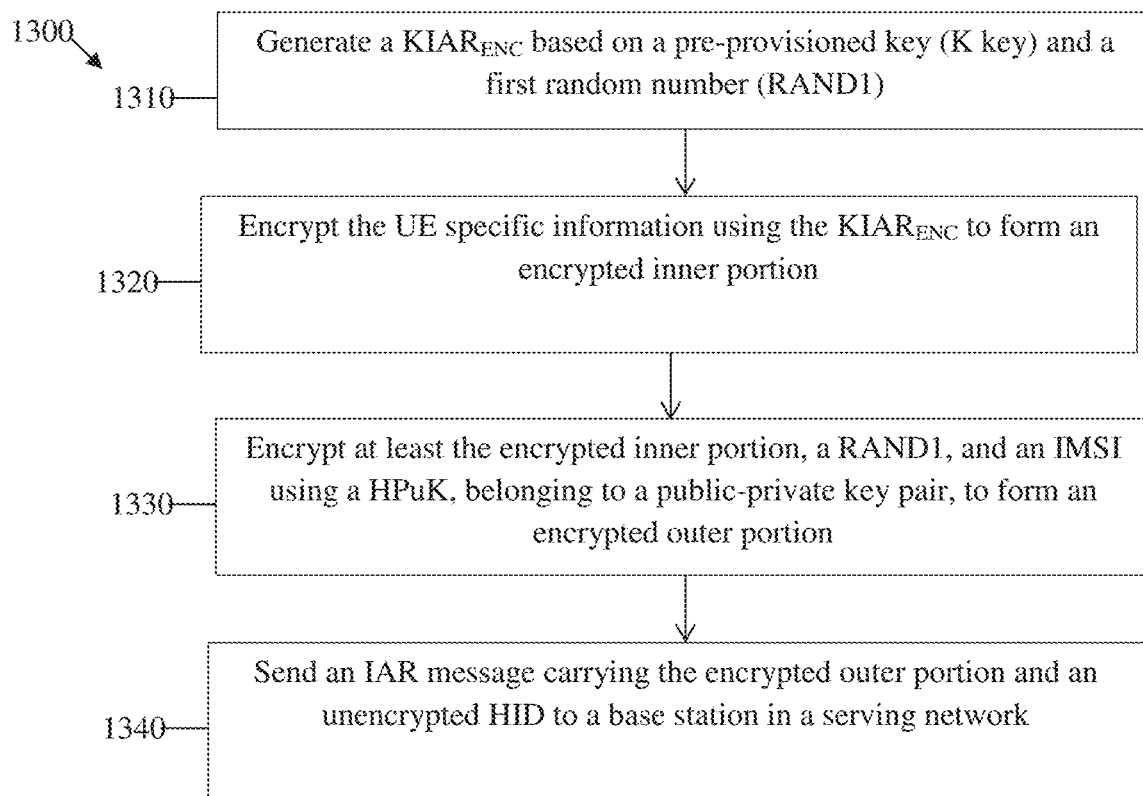 1300
Generate a KIAR_ENC based on a pre-provisioned key (K key) and a
first random number (RAND1)
1310
Encrypt the UE specific information using the KIAR_ENC to form an
encrypted inner portion
1320
Encrypt at least the encrypted inner portion, a RAND1, and an IMSI
using a HPuK, belonging to a public-private key pair, to form an
encrypted outer portion
1330
Send an IAR message carrying the encrypted outer portion and an
unencrypted HID to a base station in a serving network
1340